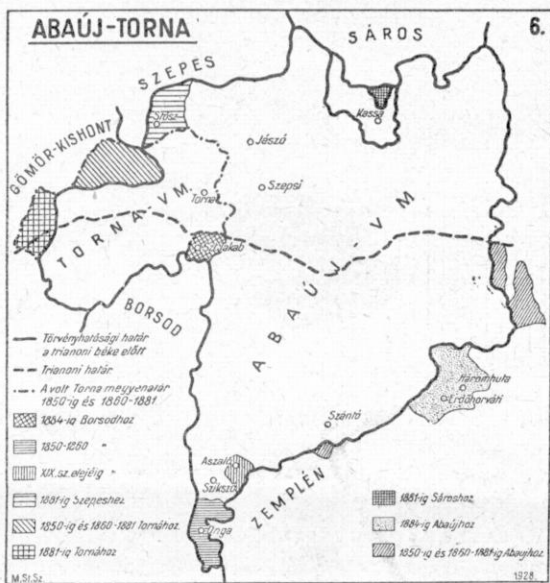 ABAÚJ-TORNA
6.
SÁROS
SZEPES
GÖMÖR-KISHONT
Kassa
Stósz
Jászó
Torna
Szepsi
TORNA VM.
ABAÚJ VM
BORSOD
ZEMPLÉN
Háromhuta
Erdőhorváti
Szántó
Aszaló
Szikszó
Onga
Törvényhatósági határ
a trianoni béke előtt
Trianoni határ
A volt Torna megyehatár
1850-ig és 1860-1881
1884-ig Borsodhoz
1850-1860 "
XIX. sz. elejéig "
1881-ig Szepeshez
1850-ig és 1860-1881 Tornához
1881-ig Tornához
1881-ig Sároshoz
1884-ig Abaújhoz
1850-ig és 1860-1881-ig Abaújhoz
M.St.Sz.
1928.